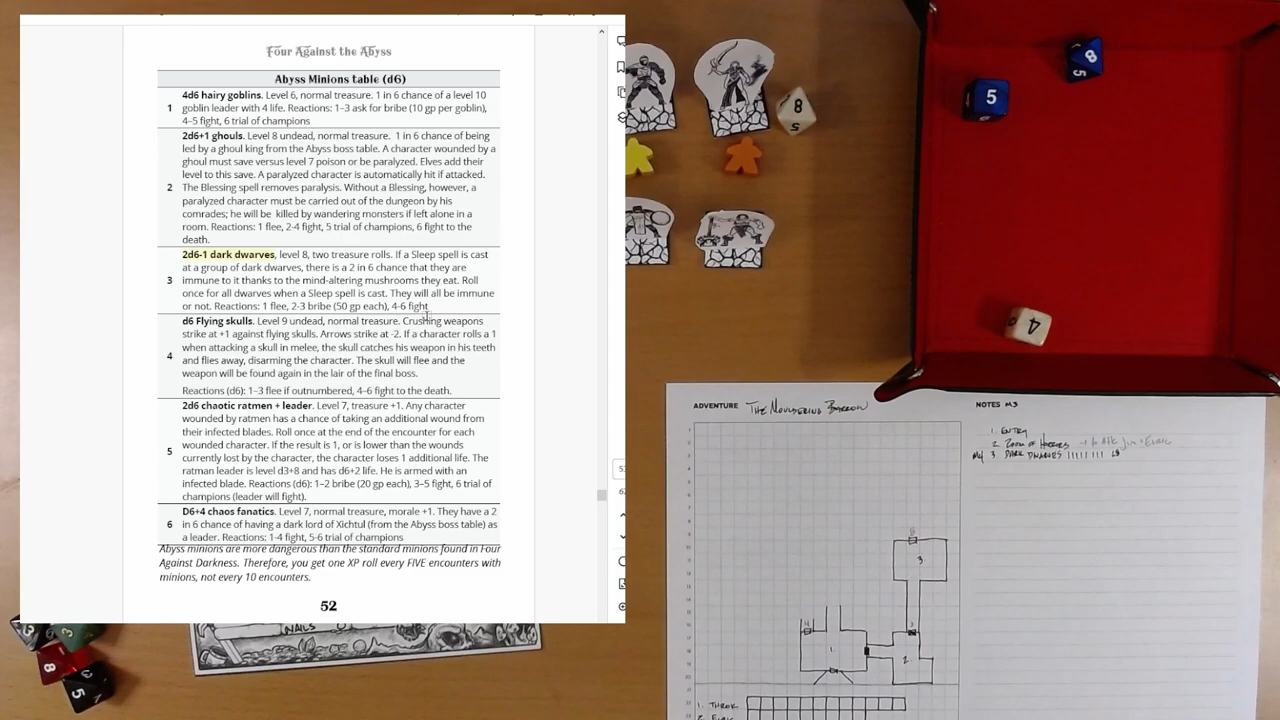 Four Against the Abyss
Abyss Minions table (d6)
1
4d6 hairy goblins. Level 6, normal treasure. 1 in 6 chance of a level 10
goblin leader with 4 life. Reactions: 1–3 ask for bribe (10 gp per goblin),
4–5 fight, 6 trial of champions
2
2d6+1 ghouls. Level 8 undead, normal treasure. 1 in 6 chance of being
led by a ghoul king from the Abyss boss table. A character wounded by a
ghoul must save versus level 7 poison or be paralyzed. Elves add their
level to this save. A paralyzed character is automatically hit if attacked.
The Blessing spell removes paralysis. Without a Blessing, however, a
paralyzed character must be carried out of the dungeon by his
comrades; he will be killed by wandering monsters if left alone in a
room. Reactions: 1 flee, 2-4 fight, 5 trial of champions, 6 fight to the
death.
3
2d6-1 dark dwarves, level 8, two treasure rolls. If a Sleep spell is cast
at a group of dark dwarves, there is a 2 in 6 chance that they are
immune to it thanks to the mind-altering mushrooms they eat. Roll
once for all dwarves when a Sleep spell is cast. They will all be immune
or not. Reactions: 1 flee, 2-3 bribe (50 gp each), 4-6 fight
4
d6 Flying skulls. Level 9 undead, normal treasure. Crushing weapons
strike at +1 against flying skulls. Arrows strike at -2. If a character rolls a 1
when attacking a skull in melee, the skull catches his weapon in his teeth
and flies away, disarming the character. The skull will flee and the
weapon will be found again in the lair of the final boss.
Reactions (d6): 1–3 flee if outnumbered, 4–6 fight to the death.
5
2d6 chaotic ratmen + leader. Level 7, treasure +1. Any character
wounded by ratmen has a chance of taking an additional wound from
their infected blades. Roll once at the end of the encounter for each
wounded character. If the result is 1, or is lower than the wounds
currently lost by the character, the character loses 1 additional life. The
ratman leader is level d3+8 and has d6+2 life. He is armed with an
infected blade. Reactions (d6): 1–2 bribe (20 gp each), 3–5 fight, 6 trial of
champions (leader will fight).
6
D6+4 chaos fanatics. Level 7, normal treasure, morale +1. They have a 2
in 6 chance of having a dark lord of Xichtul (from the Abyss boss table) as
a leader. Reactions: 1-4 fight, 5-6 trial of champions
Abyss minions are more dangerous than the standard minions found in Four
Against Darkness. Therefore, you get one XP roll every FIVE encounters with
minions, not every 10 encounters.
52
8
5
5
8
5
4
8
5
3
NAILS
ADVENTURE The Mouldering Barrow
NOTES M3
1. ENTRY
2. Room of Horrors
3. DARK DWARVES
3
1.
2.
1. THROK